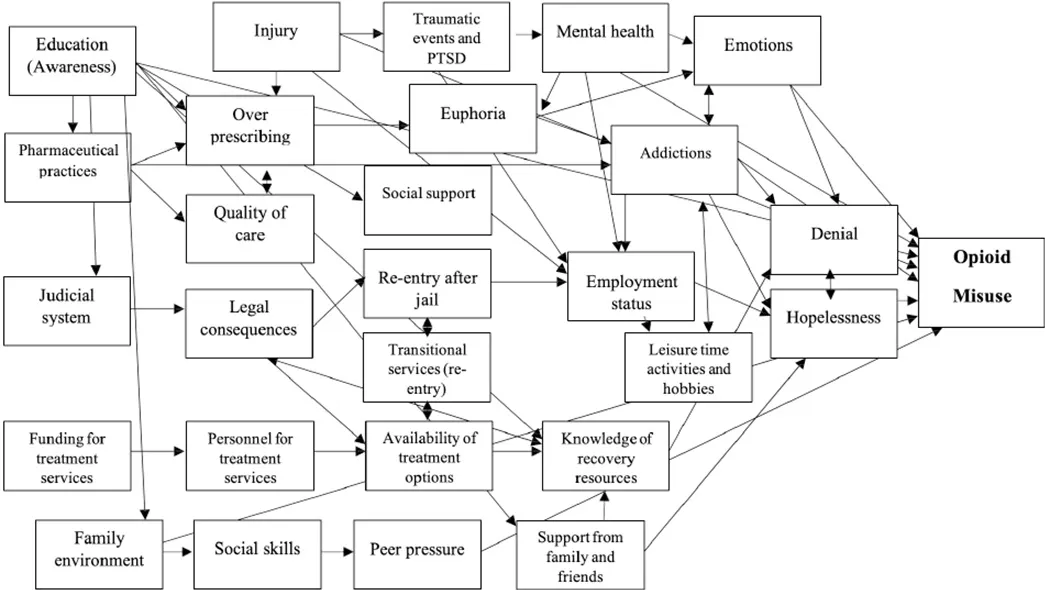 Education
(Awareness)
Injury
Traumatic
events and
PTSD
Mental health
Emotions
Over
prescribing
Euphoria
Pharmaceutical
practices
Addictions
Social support
Quality of
care
Denial
Opioid
Misuse
Judicial
system
Legal
consequences
Re-entry after
jail
Employment
status
Hopelessness
Transitional
services (re-
entry)
Leisure time
activities and
hobbies
Funding for
treatment
services
Personnel for
treatment
services
Availability of
treatment
options
Knowledge of
recovery
resources
Family
environment
Social skills
Peer pressure
Support from
family and
friends